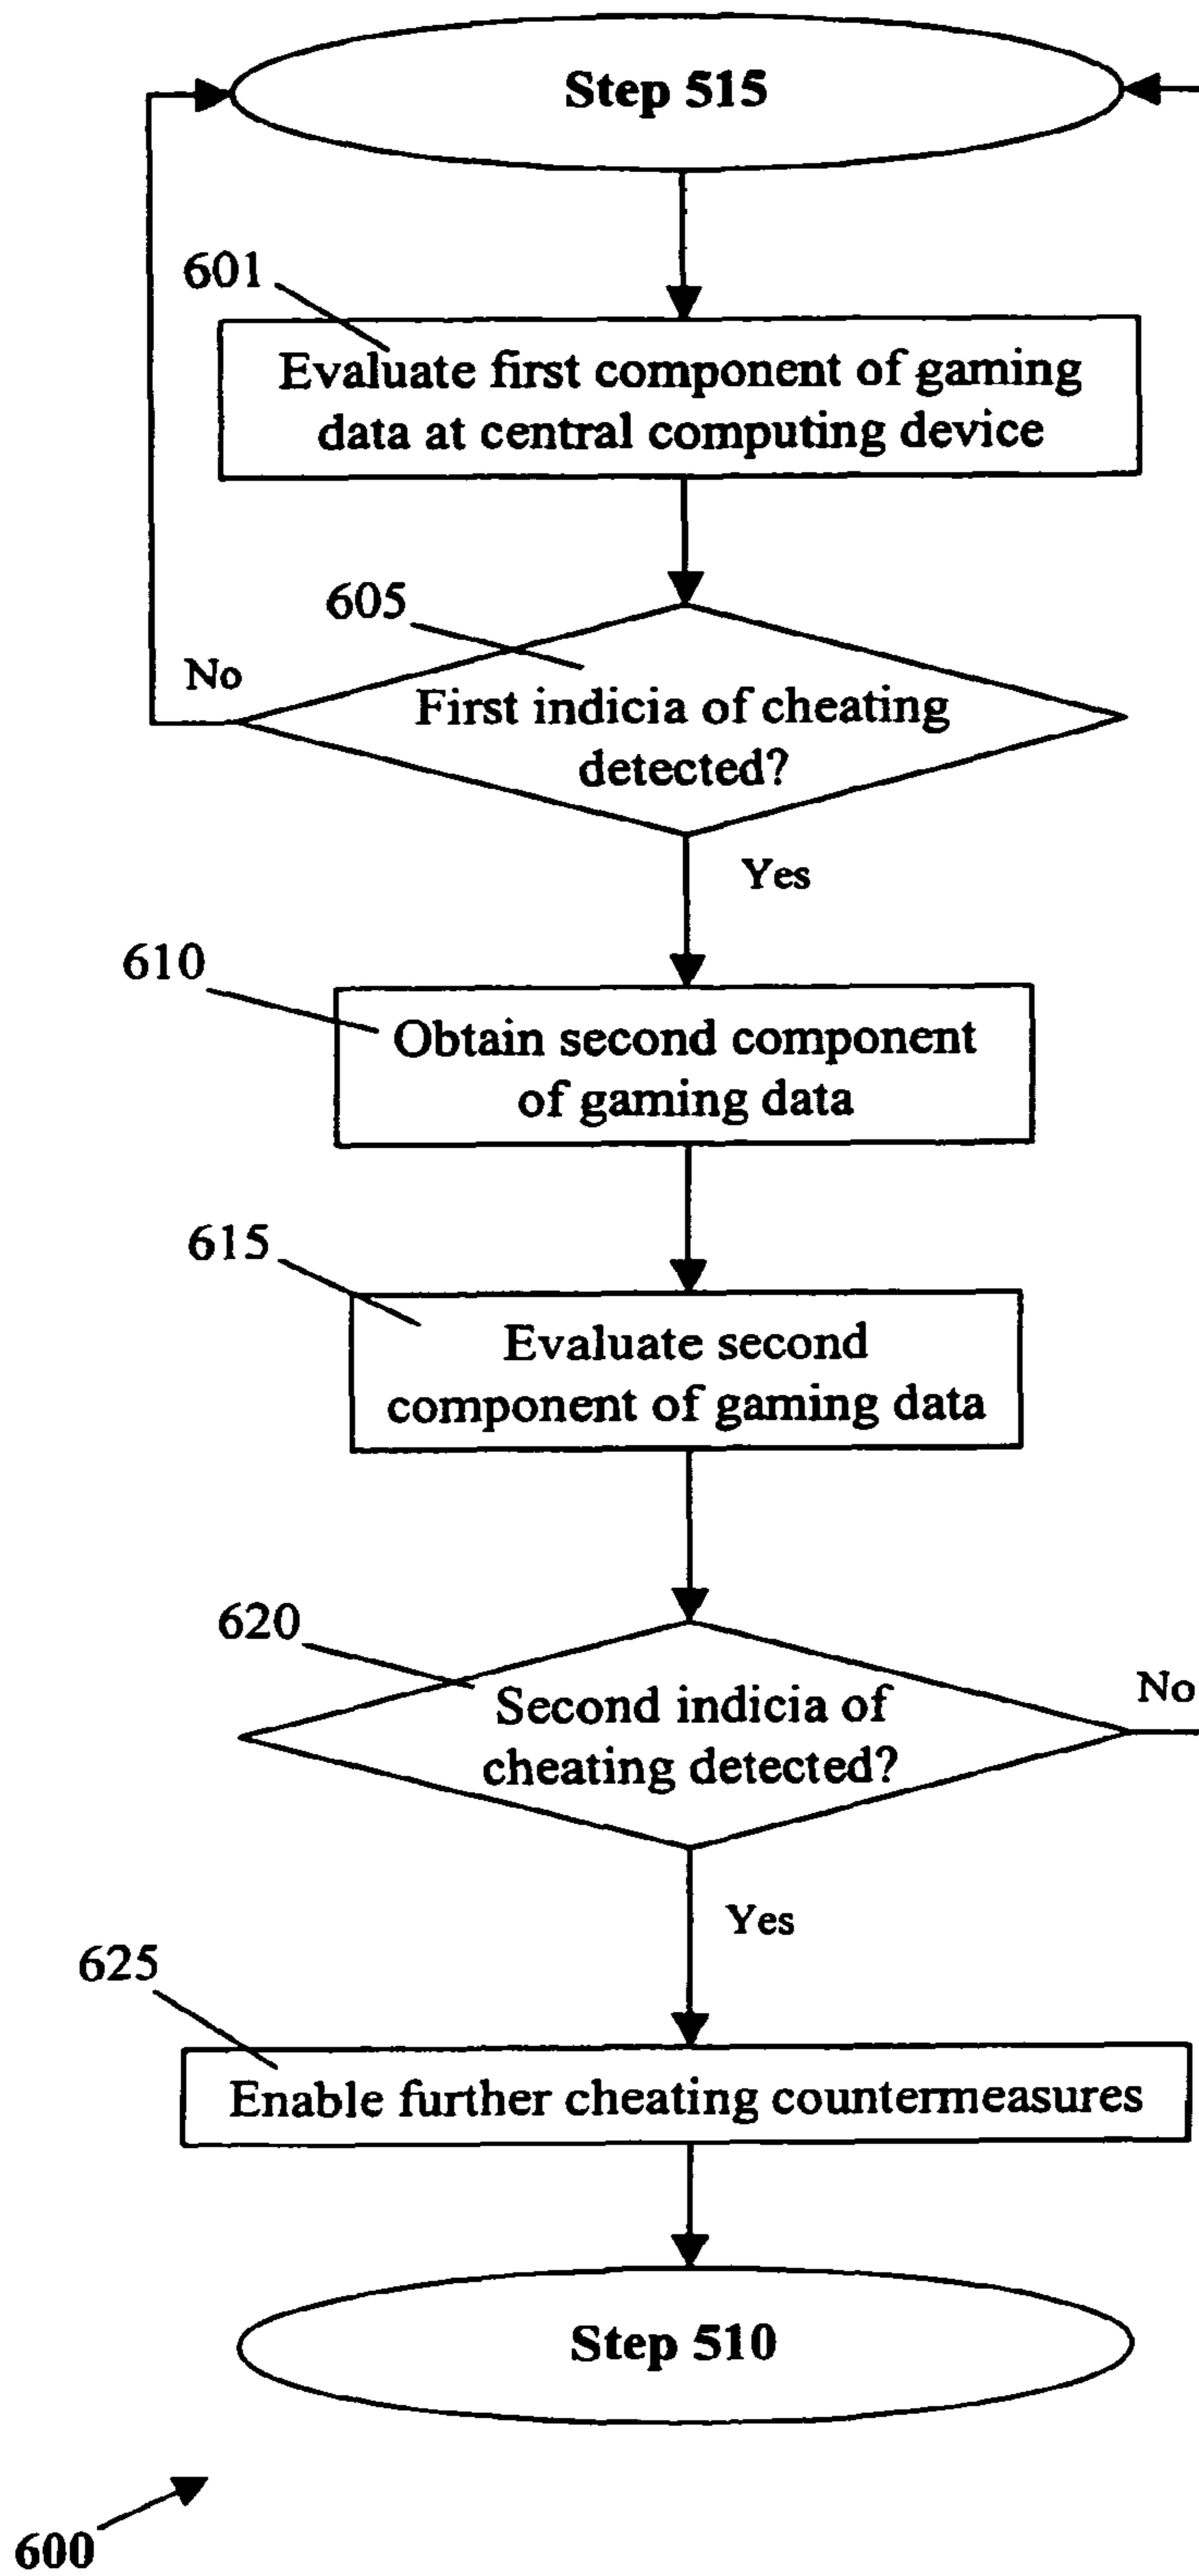 Step 515
601
Evaluate first component of gaming
data at central computing device
605
No
First indicia of cheating
detected?
Yes
610
Obtain second component
of gaming data
615
Evaluate second
component of gaming data
620
No
Second indicia of
cheating detected?
Yes
625
Enable further cheating countermeasures
Step 510
600